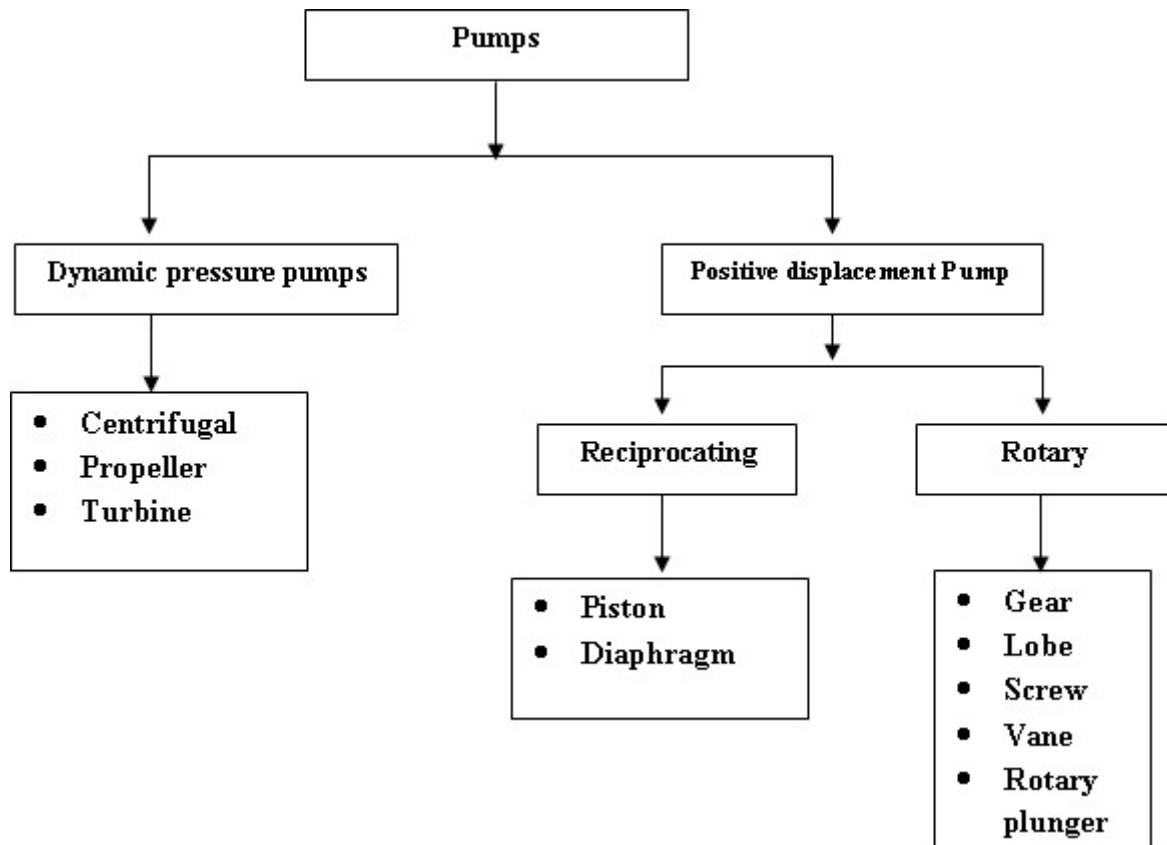 Pumps
Dynamic pressure pumps
Positive displacement Pump
• Centrifugal
• Propeller
• Turbine
Reciprocating
Rotary
• Piston
• Diaphragm
• Gear
• Lobe
• Screw
• Vane
• Rotary
plunger